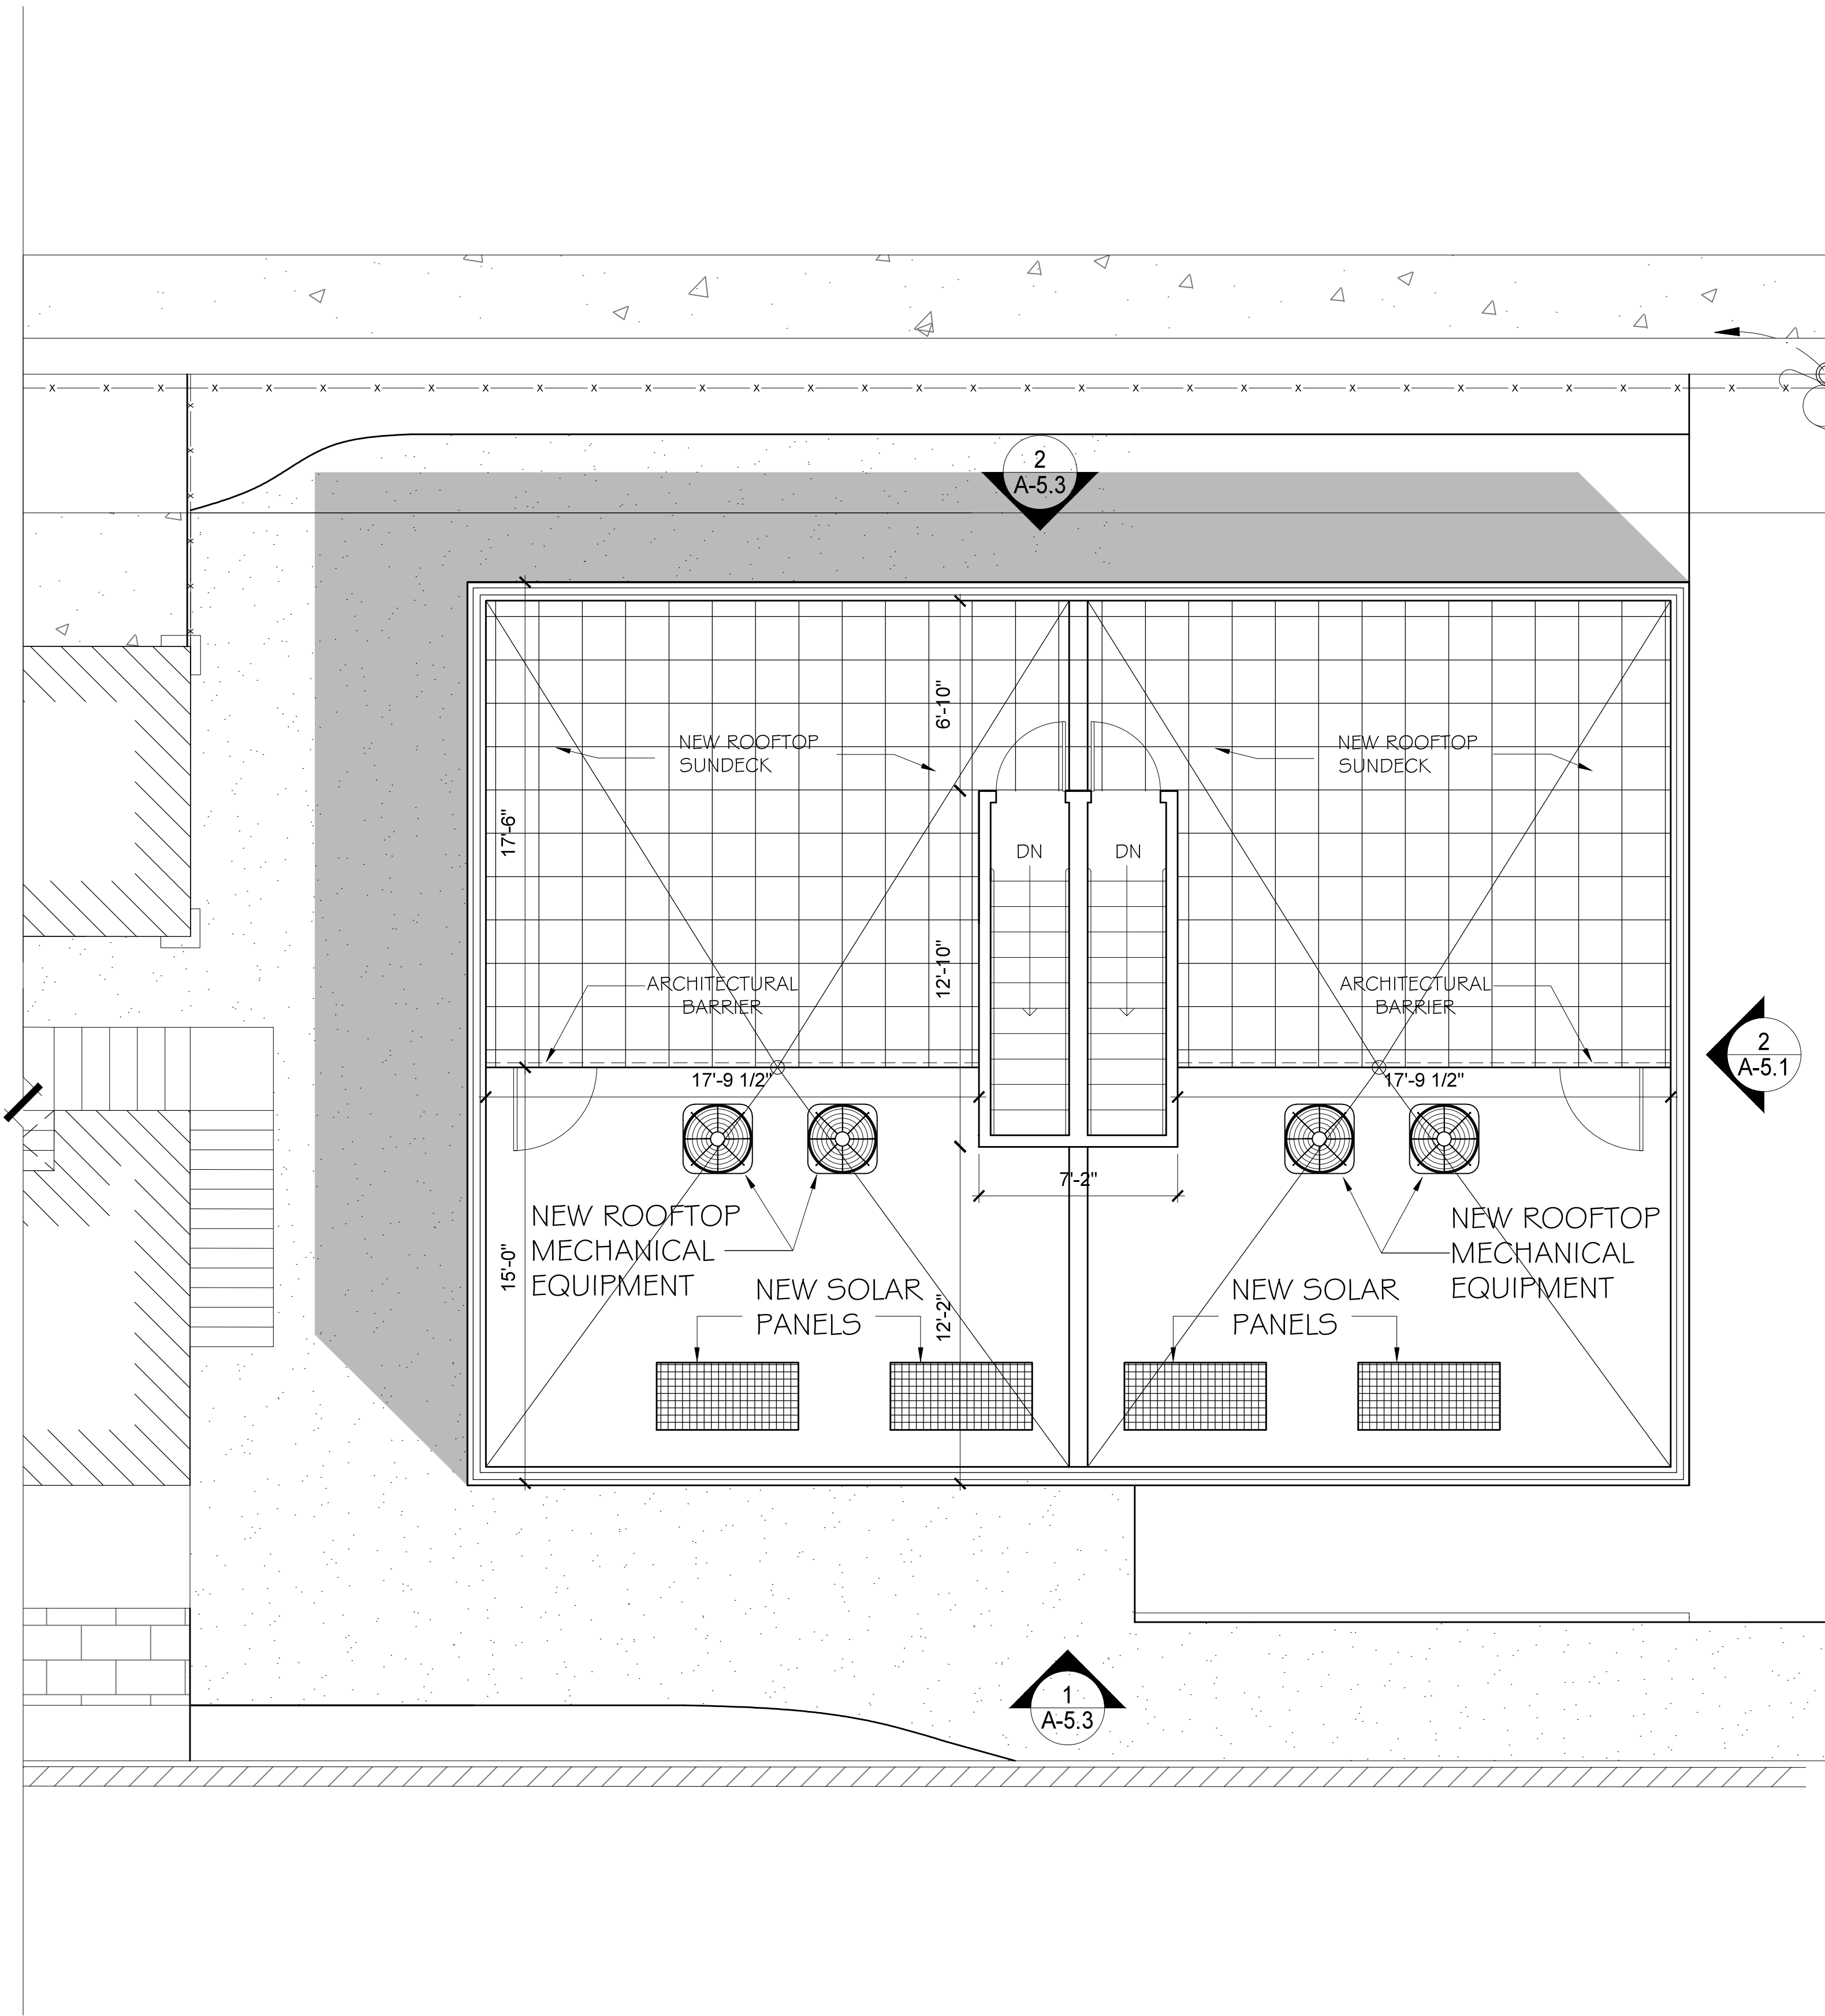 2
A-5.3
NEW ROOFTOP
SUNDECK
6'-10"
NEW ROOFTOP
SUNDECK
17'-6"
DN
DN
12'-10"
ARCHITECTURAL
BARRIER
ARCHITECTURAL
BARRIER
2
A-5.1
17'-9 1/2"
17'-9 1/2"
7'-2"
NEW ROOFTOP
MECHANICAL
EQUIPMENT
NEW ROOFTOP
MECHANICAL
EQUIPMENT
15'-0"
NEW SOLAR
PANELS
12'-2"
NEW SOLAR
PANELS
1
A-5.3